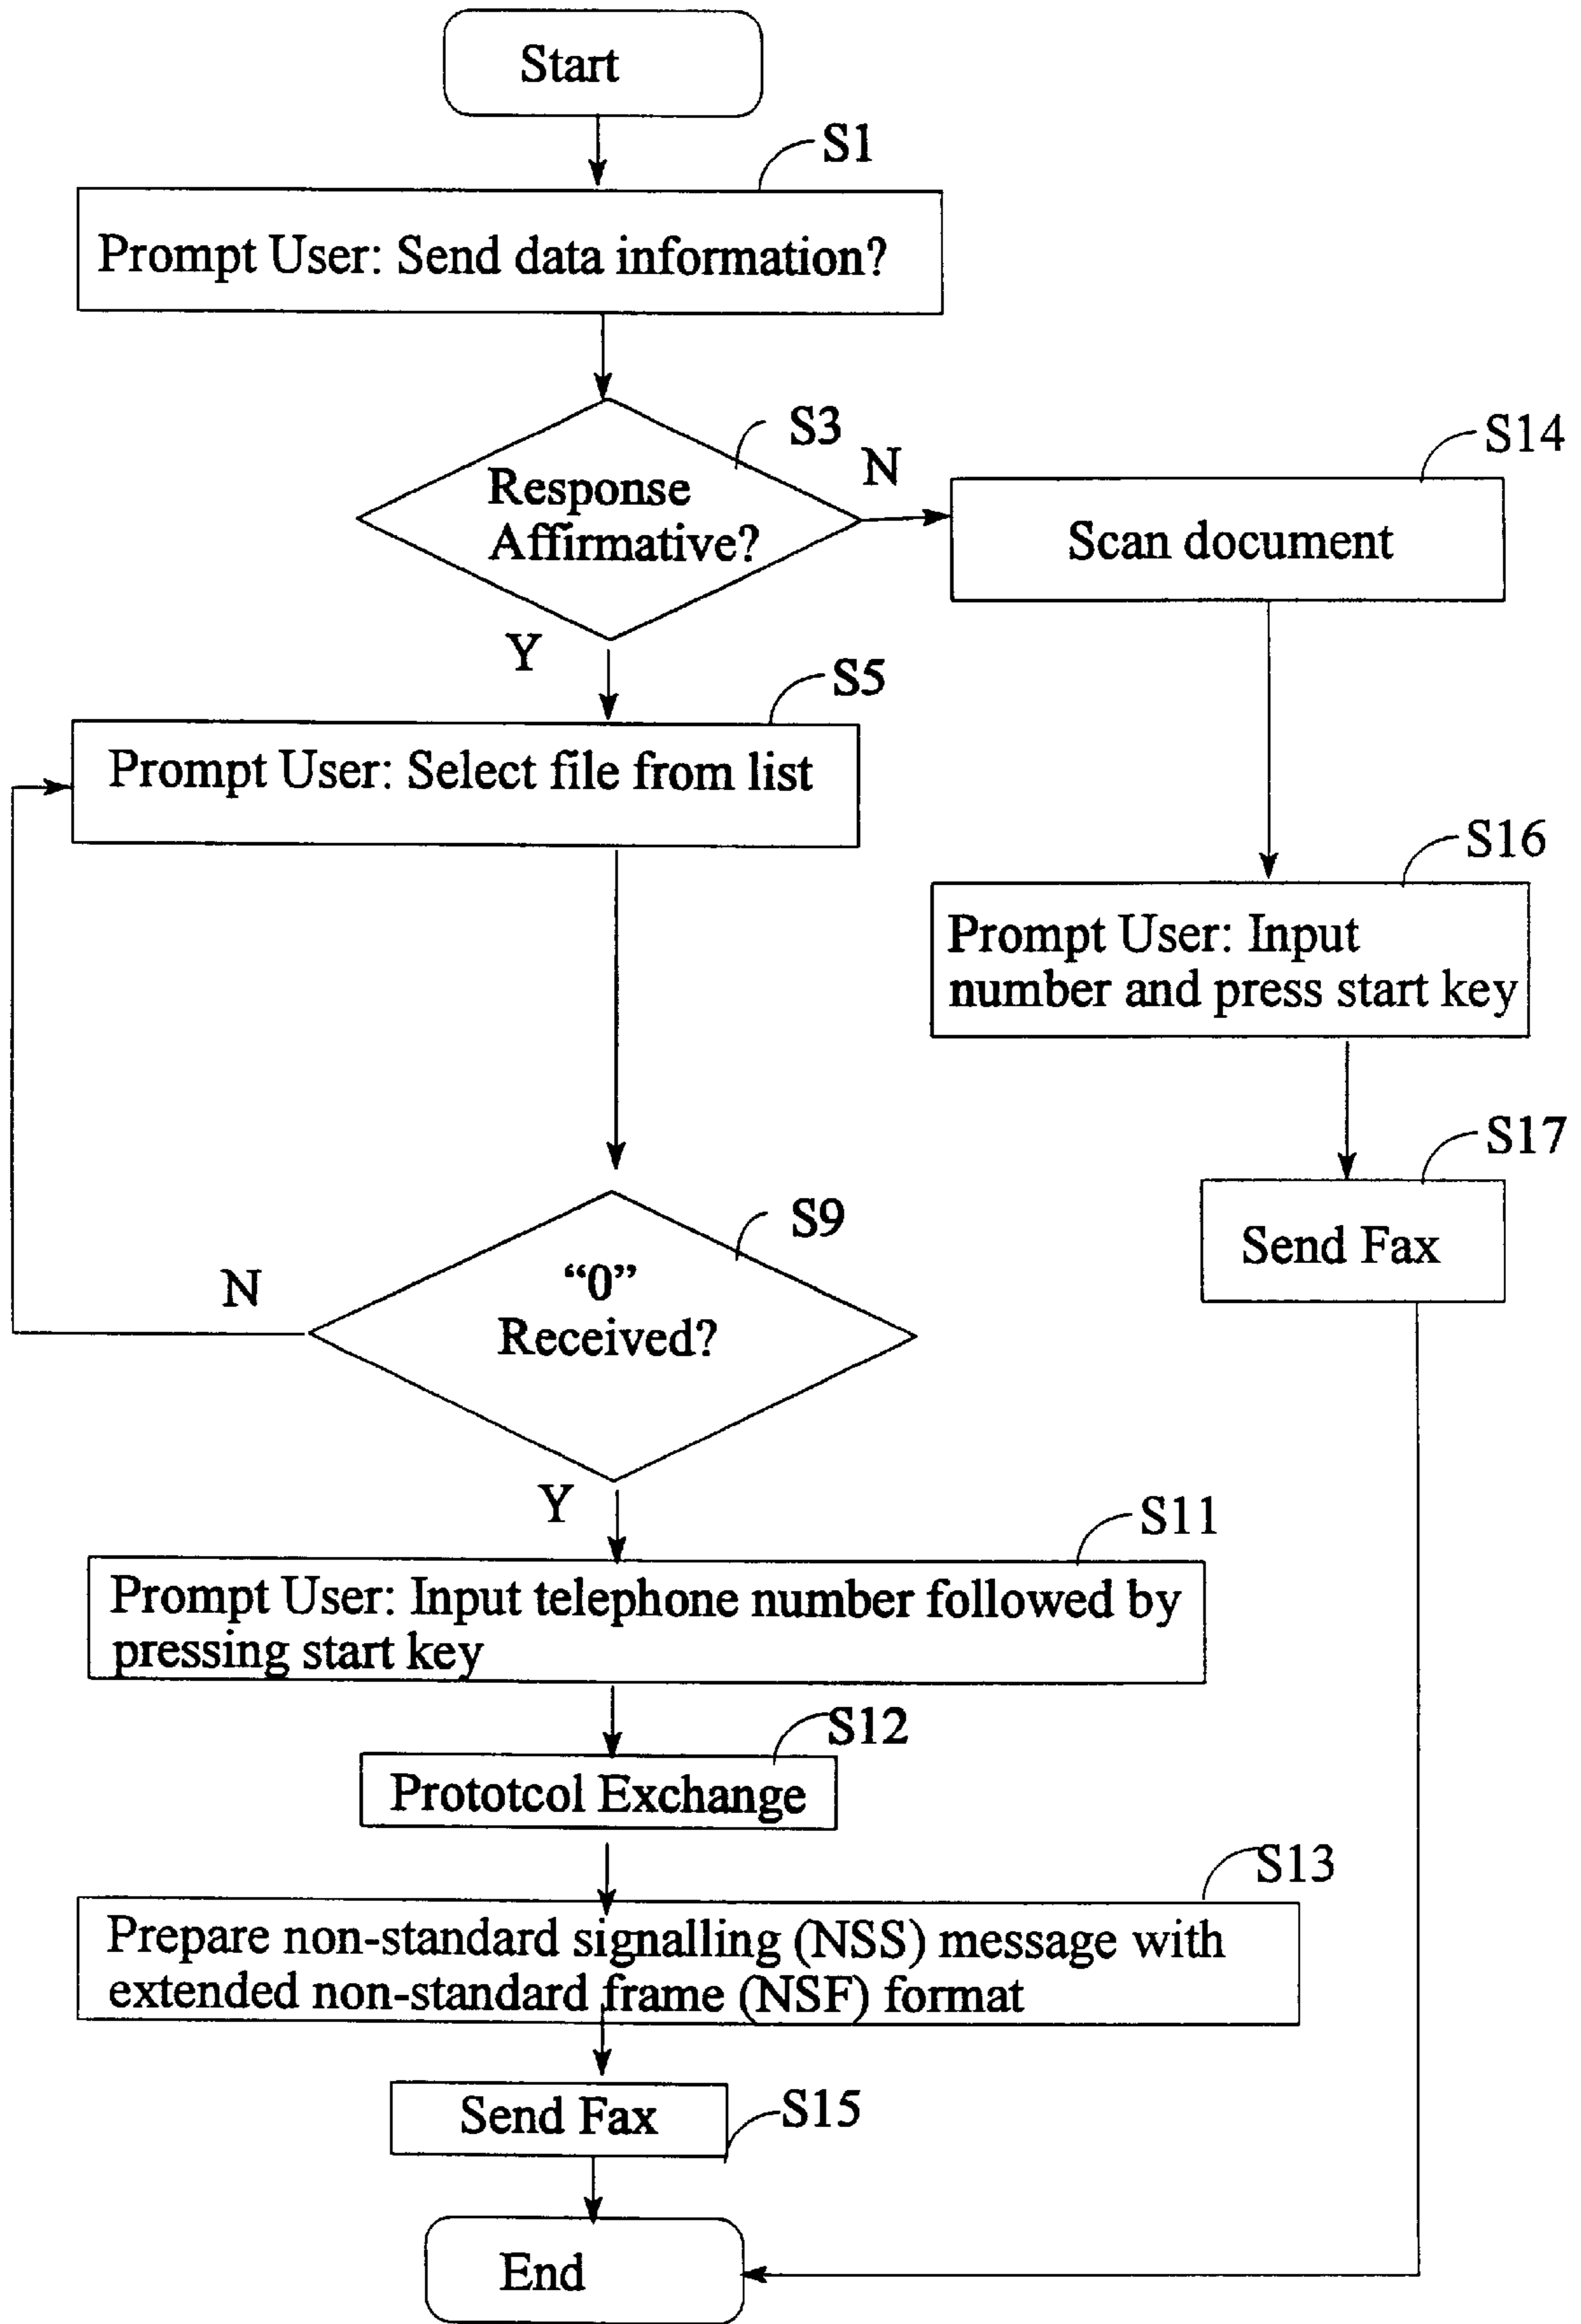 Start
S1
Prompt User: Send data information?
S3
Response
Affirmative?
N
S14
Scan document
Y
S5
Prompt User: Select file from list
S16
Prompt User: Input
number and press start key
S17
Send Fax
S9
“0”
Received?
N
Y
S11
Prompt User: Input telephone number followed by
pressing start key
S12
Prototcol Exchange
S13
Prepare non-standard signalling (NSS) message with
extended non-standard frame (NSF) format
Send Fax
S15
End